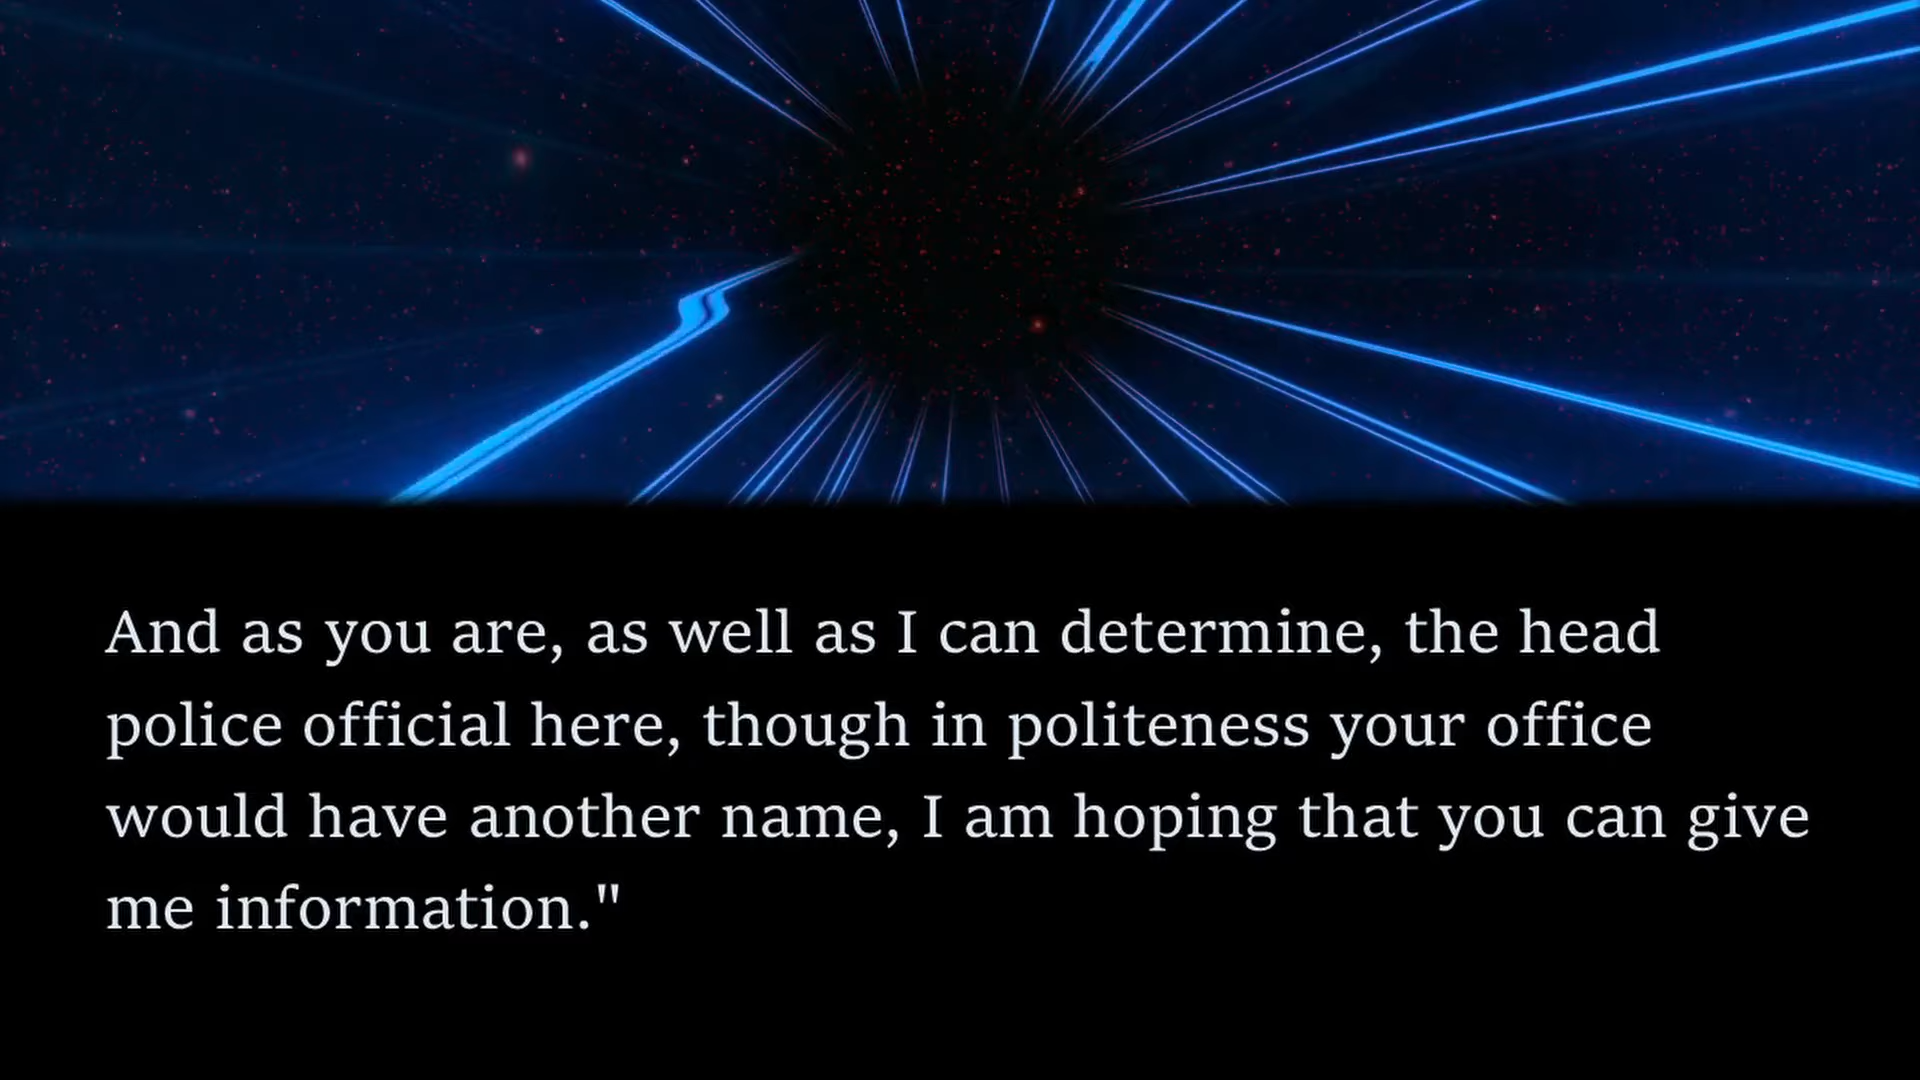 And as you are, as well as I can determine, the head
police official here, though in politeness your office
would have another name, I am hoping that you can give
me information."